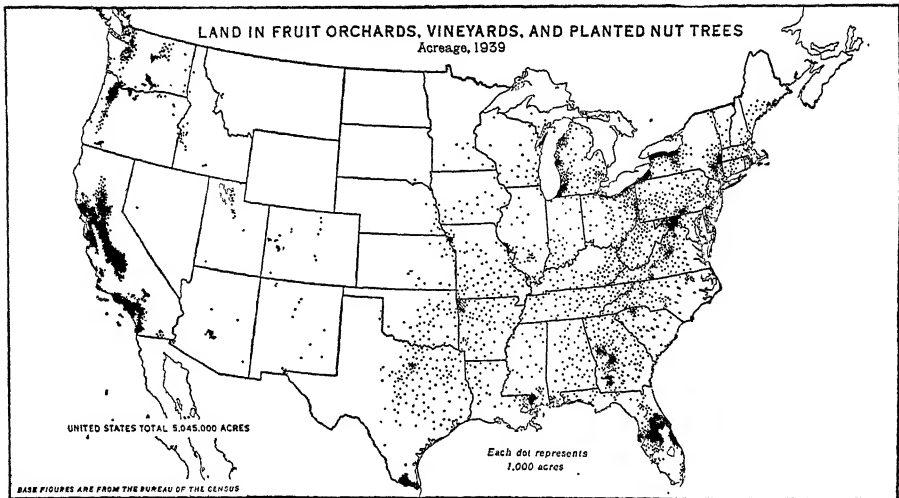 LAND IN FRUIT ORCHARDS, VINEYARDS, AND PLANTED NUT TREES
Acreage, 1939
UNITED STATES TOTAL 5,045,000 ACRES
Each dot represents
1,000 acres
BASE FIGURES ARE FROM THE BUREAU OF THE CENSUS